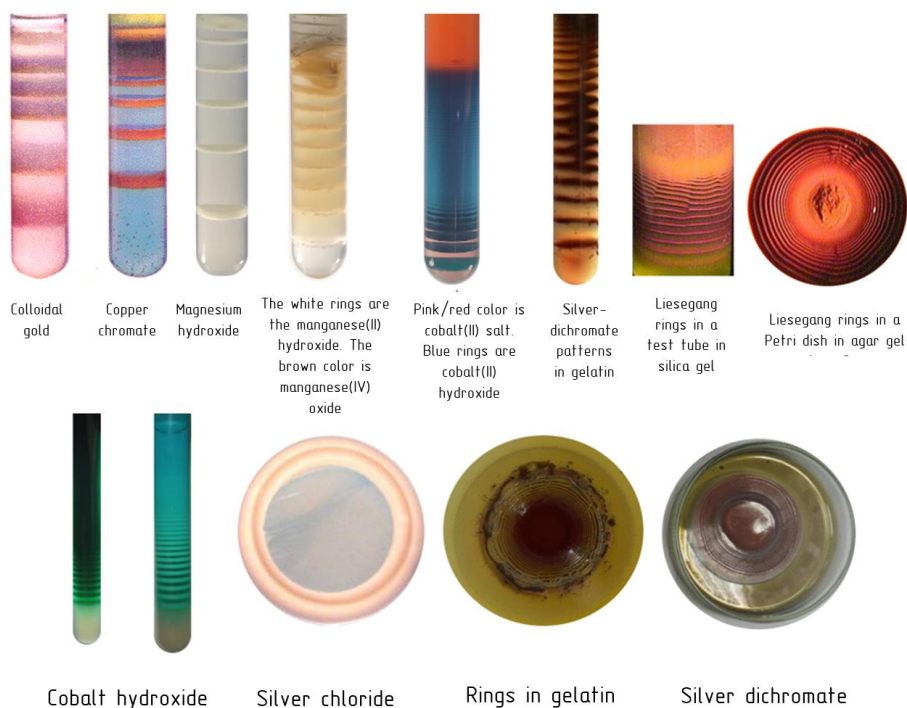 Colloidal
gold
Copper
chromate
Magnesium
hydroxide
The white rings are
the manganese(II)
hydroxide. The
brown color is
manganese(IV)
oxide
Pink/red color is
cobalt(II) salt.
Blue rings are
cobalt(II)
hydroxide
Silver-
dichromate
patterns
in gelatin
Liesegang
rings in a
test tube in
silica gel
Liesegang rings in a
Petri dish in agar gel
Cobalt hydroxide
Silver chloride
Rings in gelatin
Silver dichromate